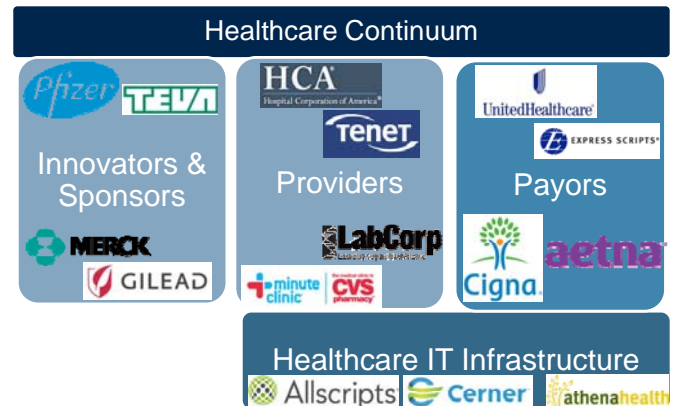 Healthcare Continuum
Pfizer
TEVA
Innovators &
Sponsors
MERCK
GILEAD
HCA
Hospital Corporation of America®
Tenet
Providers
LabCorp
minute
clinic
CVS
pharmacy
UnitedHealthcare®
EXPRESS SCRIPTS®
Payors
Cigna.
aetna
Healthcare IT Infrastructure
Allscripts
Cerner
athenahealth